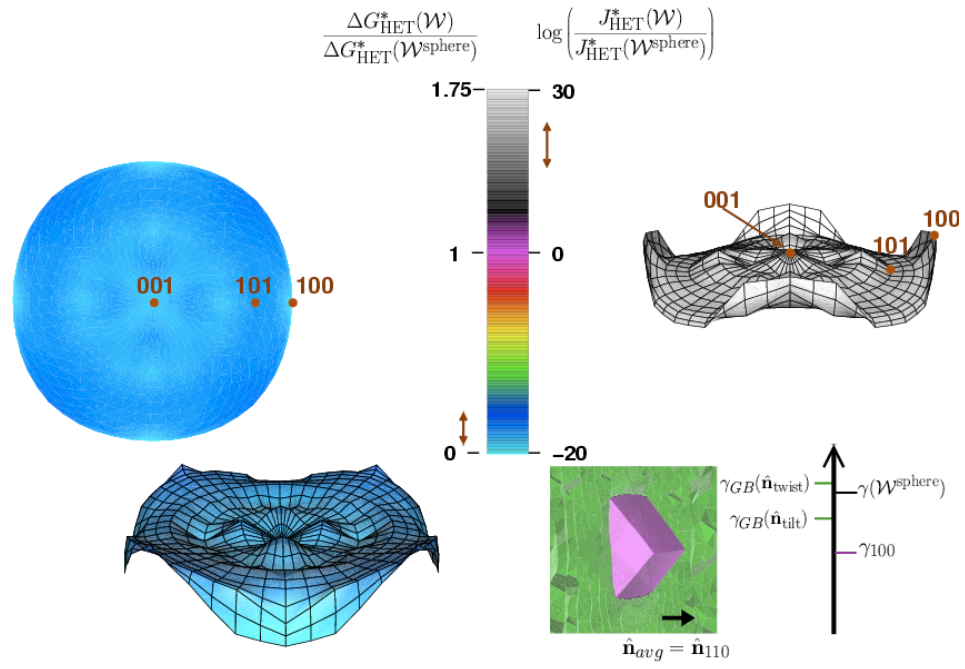 ΔG*HET(𝒲) / ΔG*HET(𝒲sphere)
log(J*HET(𝒲) / J*HET(𝒲sphere))
1.75 30
001
100
101
1 0
001 101 100
0 −20
γGB(n̂twist)
γ(𝒲sphere)
γGB(n̂tilt)
γ100
n̂avg = n̂110